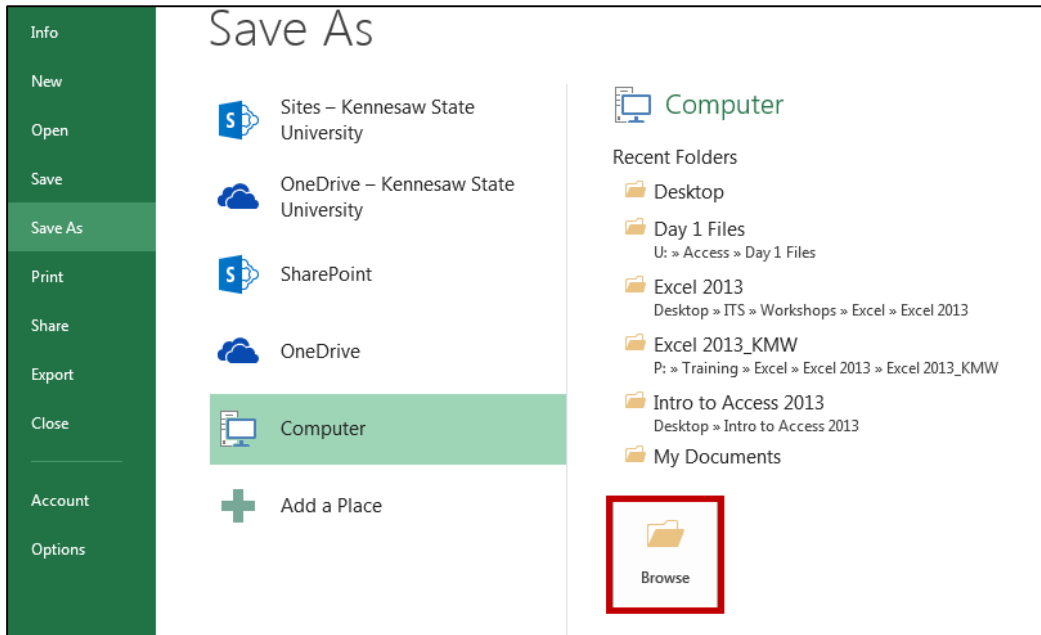 Info
New
Open
Save
Save As
Print
Share
Export
Close
Account
Options
Save As
Sites – Kennesaw State
University
OneDrive – Kennesaw State
University
SharePoint
OneDrive
Computer
Add a Place
Computer
Recent Folders
Desktop
Day 1 Files
U: » Access » Day 1 Files
Excel 2013
Desktop » ITS » Workshops » Excel » Excel 2013
Excel 2013_KMW
P: » Training » Excel » Excel 2013 » Excel 2013_KMW
Intro to Access 2013
Desktop » Intro to Access 2013
My Documents
Browse